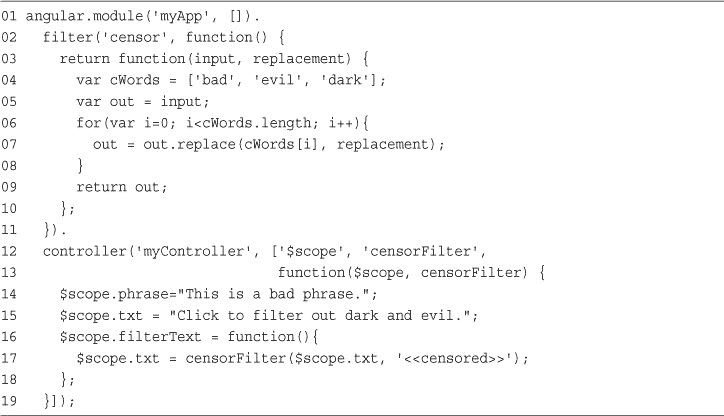 01 angular.module('myApp', []).
02   filter('censor', function() {
03     return function(input, replacement) {
04       var cWords = ['bad', 'evil', 'dark'];
05       var out = input;
06       for(var i=0; i<cWords.length; i++){
07         out = out.replace(cWords[i], replacement);
08       }
09       return out;
10     };
11   }).
12   controller('myController', ['$scope', 'censorFilter',
13                               function($scope, censorFilter) {
14     $scope.phrase="This is a bad phrase.";
15     $scope.txt = "Click to filter out dark and evil.";
16     $scope.filterText = function(){
17       $scope.txt = censorFilter($scope.txt, '<<censored>>');
18     };
19   }]);